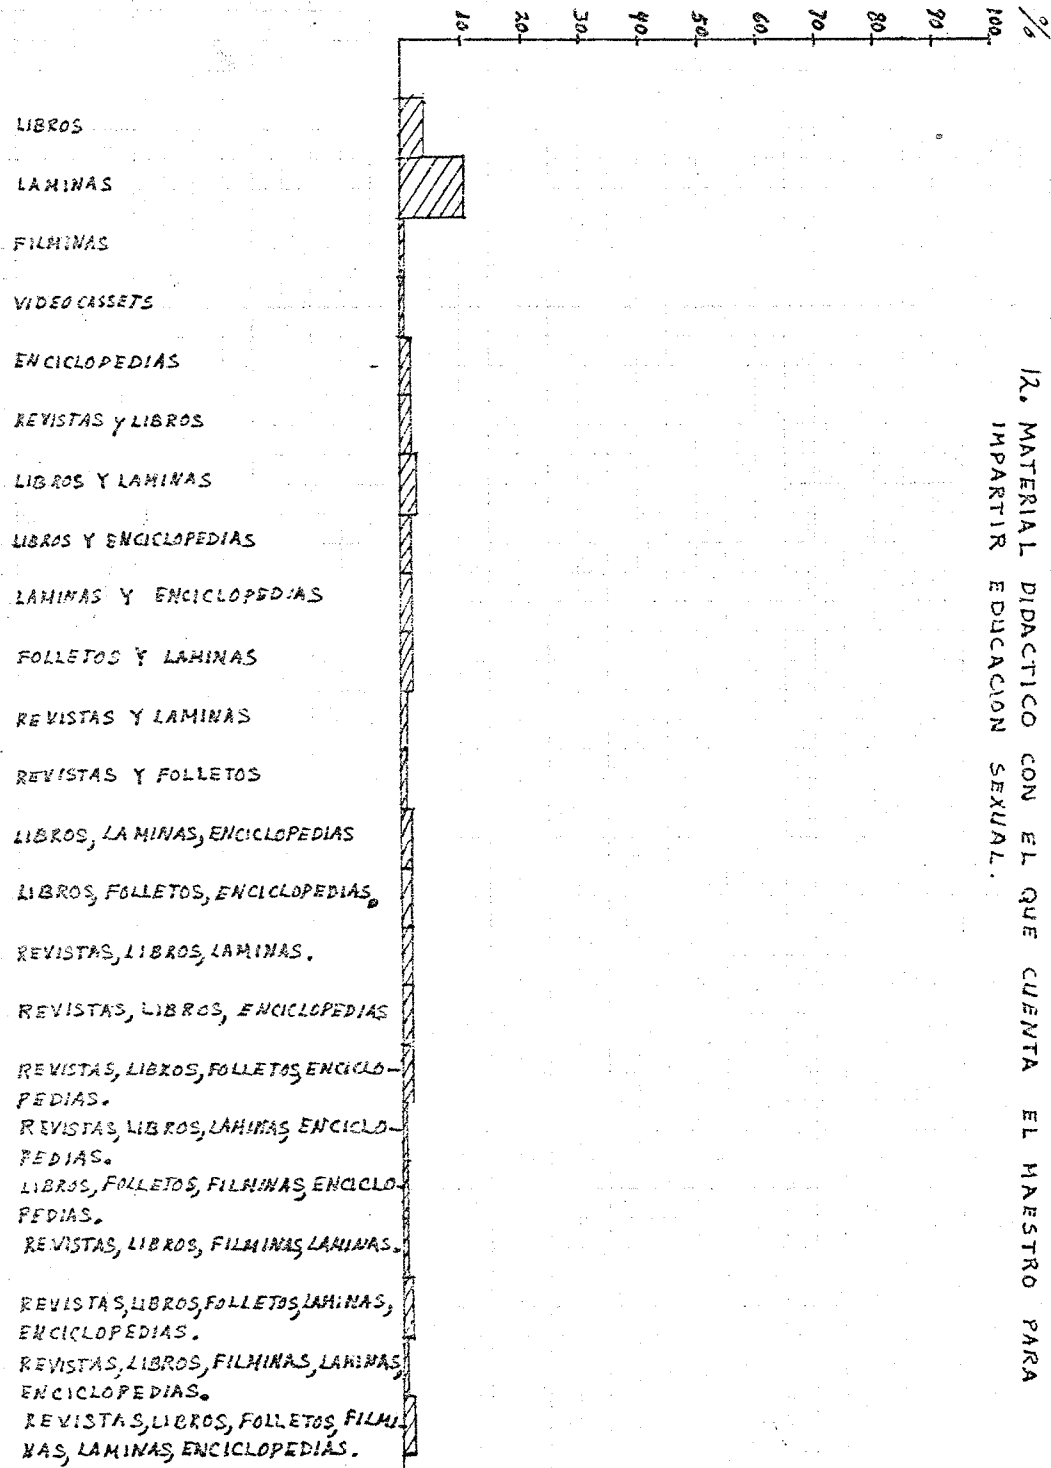 %
10 20 30 40 50 60 70 80 90 100
12. MATERIAL DIDACTICO CON EL QUE CUENTA EL MAESTRO PARA
IMPARTIR EDUCACION SEXUAL.
LIBROS
LAMINAS
FILMINAS
VIDEO CASSETS
ENCICLOPEDIAS
REVISTAS y LIBROS
LIBROS Y LAMINAS
LIBROS Y ENCICLOPEDIAS
LAMINAS Y ENCICLOPEDIAS
FOLLETOS Y LAMINAS
REVISTAS Y LAMINAS
REVISTAS Y FOLLETOS
LIBROS, LAMINAS, ENCICLOPEDIAS
LIBROS, FOLLETOS, ENCICLOPEDIAS.
REVISTAS, LIBROS, LAMINAS.
REVISTAS, LIBROS, ENCICLOPEDIAS
REVISTAS, LIBROS, FOLLETOS, ENCICLO-
PEDIAS.
REVISTAS, LIBROS, LAMINAS, ENCICLO-
PEDIAS.
LIBROS, FOLLETOS, FILMINAS, ENCICLO-
PEDIAS.
REVISTAS, LIBROS, FILMINAS, LAMINAS.
REVISTAS, LIBROS, FOLLETOS, LAMINAS,
ENCICLOPEDIAS.
REVISTAS, LIBROS, FILMINAS, LAMINAS,
ENCICLOPEDIAS.
REVISTAS, LIBROS, FOLLETOS, FILMI-
NAS, LAMINAS, ENCICLOPEDIAS.